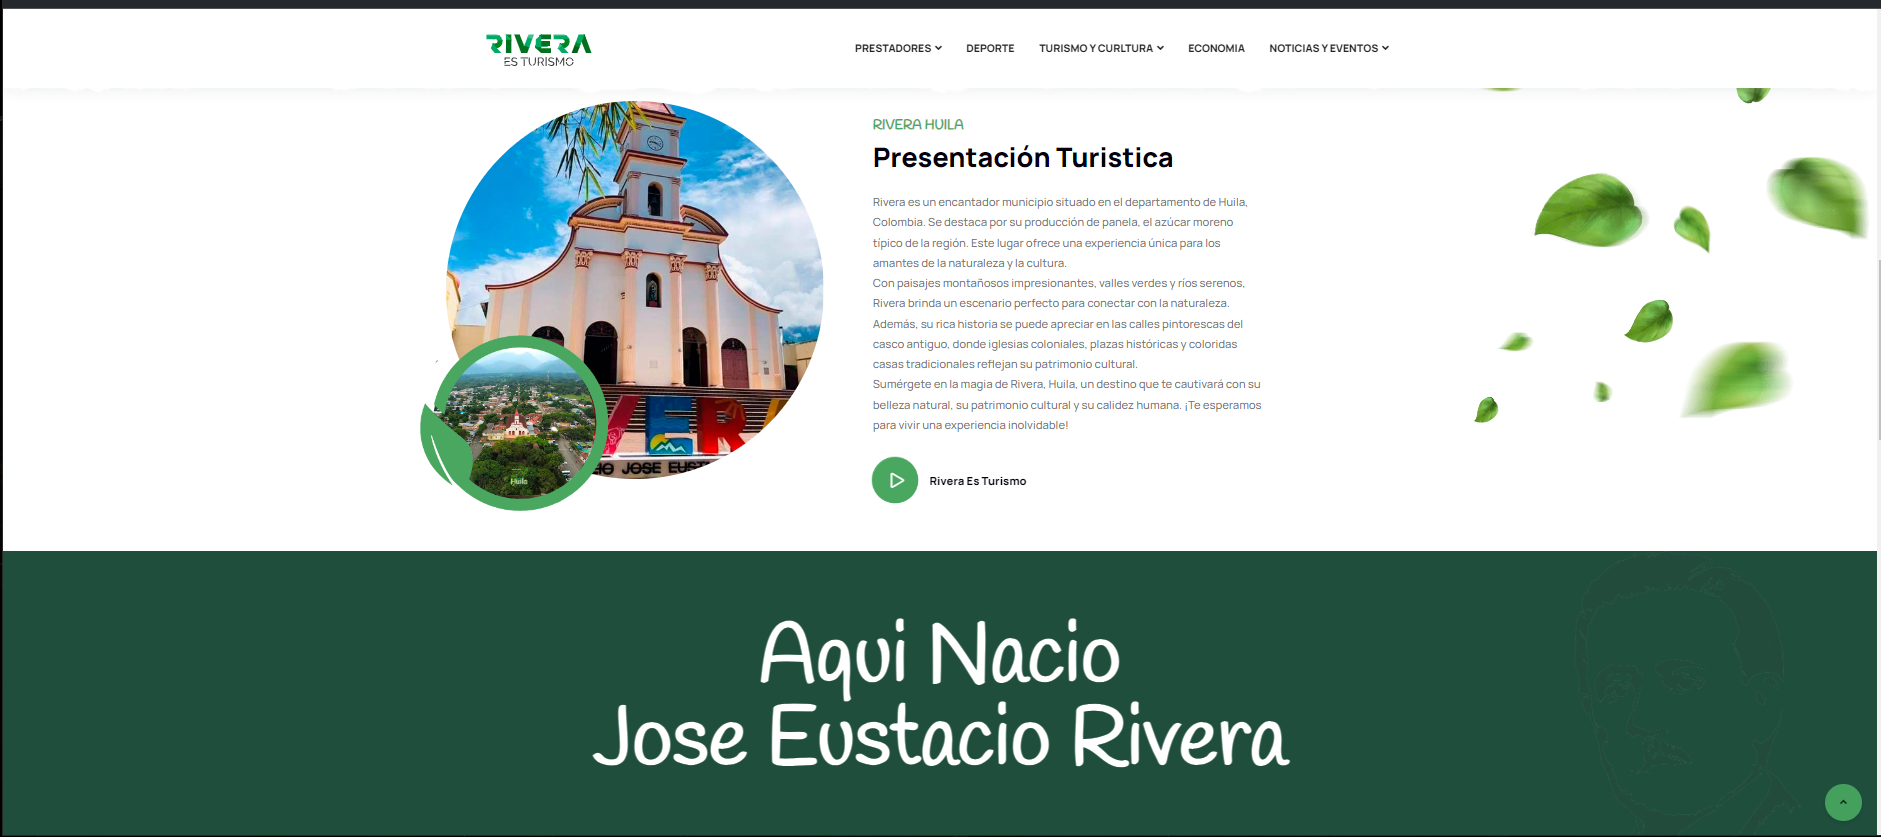 RIVERA
ES TURISMO
PRESTADORES
DEPORTE
TURISMO Y CURLTURA
ECONOMIA
NOTICIAS Y EVENTOS
RIVERA HUILA
Presentación Turistica
Rivera es un encantador municipio situado en el departamento de Huila,
Colombia. Se destaca por su producción de panela, el azúcar moreno
típico de la región. Este lugar ofrece una experiencia única para los
amantes de la naturaleza y la cultura.
Con paisajes montañosos impresionantes, valles verdes y ríos serenos,
Rivera brinda un escenario perfecto para conectar con la naturaleza.
Además, su rica historia se puede apreciar en las calles pintorescas del
casco antiguo, donde iglesias coloniales, plazas históricas y coloridas
casas tradicionales reflejan su patrimonio cultural.
Sumérgete en la magia de Rivera, Huila, un destino que te cautivará con su
belleza natural, su patrimonio cultural y su calidez humana. ¡Te esperamos
para vivir una experiencia inolvidable!
Rivera Es Turismo
VERA
IO JOSE EUSTA
Huila
Aqui Nacio
Jose Eustacio Rivera